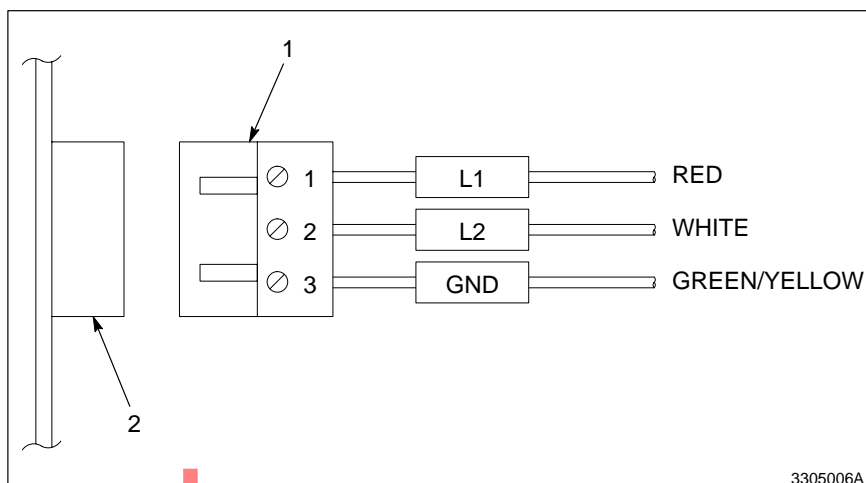 1
1 L1 RED
2 L2 WHITE
3 GND GREEN/YELLOW
2
3305006A